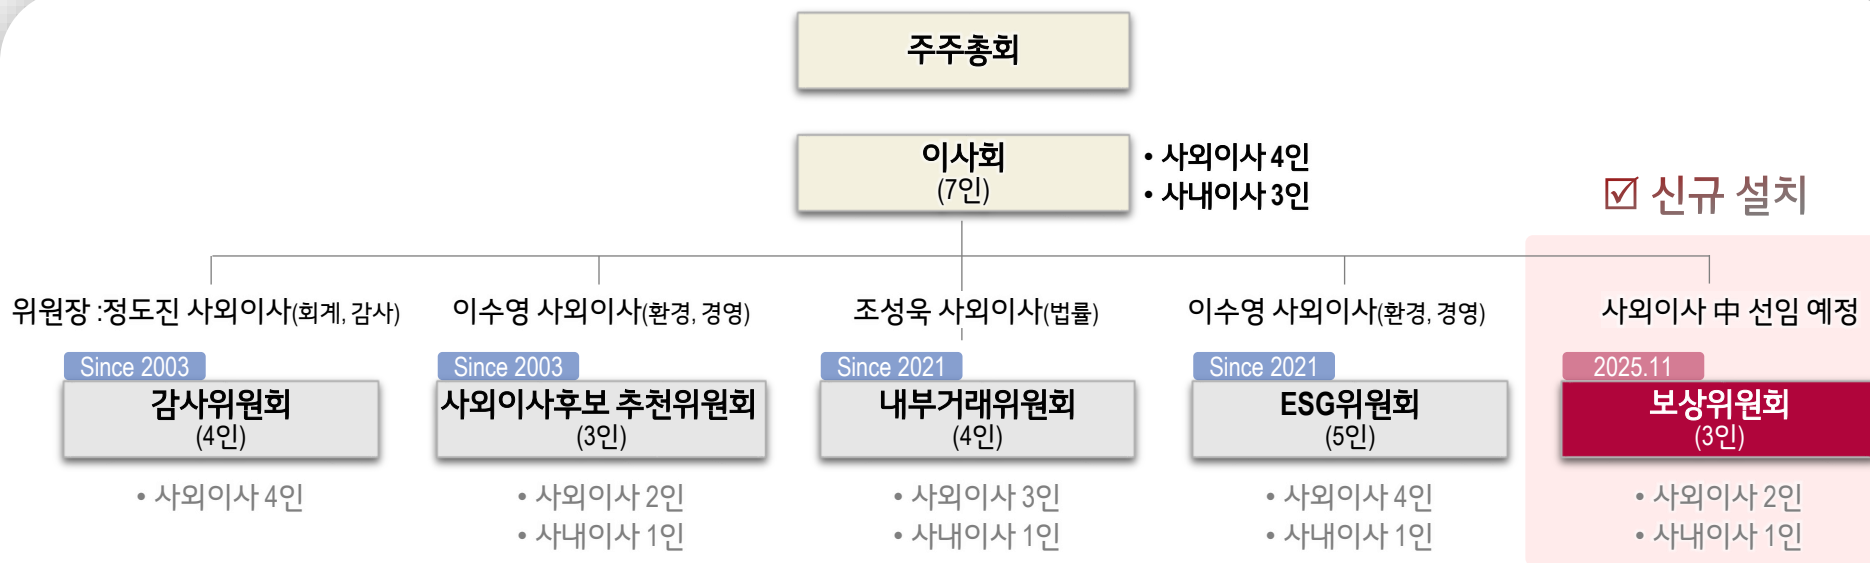 주주총회
이사회
(7인)
• 사외이사 4인
• 사내이사 3인
☑ 신규 설치
위원장 :정도진 사외이사(회계, 감사)
이수영 사외이사(환경, 경영)
조성욱 사외이사(법률)
이수영 사외이사(환경, 경영)
사외이사 中 선임 예정
Since 2003
감사위원회
(4인)
• 사외이사 4인
Since 2003
사외이사후보 추천위원회
(3인)
• 사외이사 2인
• 사내이사 1인
Since 2021
내부거래위원회
(4인)
• 사외이사 3인
• 사내이사 1인
Since 2021
ESG위원회
(5인)
• 사외이사 4인
• 사내이사 1인
2025.11
보상위원회
(3인)
• 사외이사 2인
• 사내이사 1인